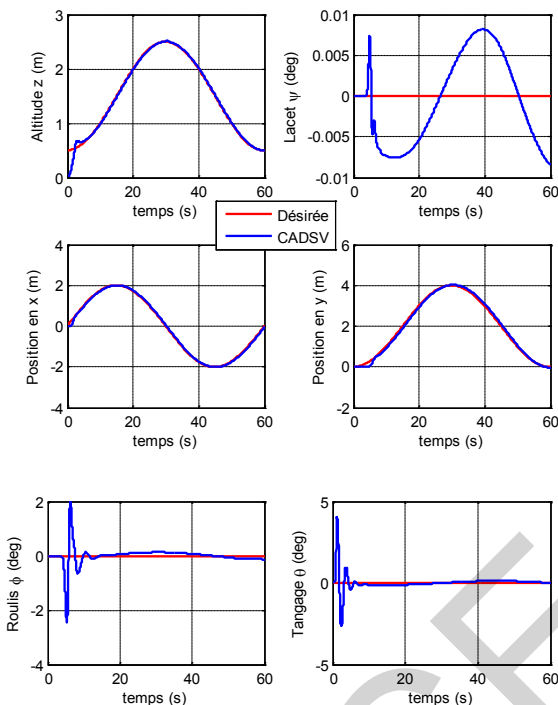 3
2
1
0
Altitude z (m)
0 20 40 60
temps (s)
0.01
0.005
0
-0.005
-0.01
Lacet ψ (deg)
0 20 40 60
temps (s)
Désirée
CADSV
4
2
0
-2
-4
Position en x (m)
0 20 40 60
temps (s)
6
4
2
0
-2
Position en y (m)
0 20 40 60
temps (s)
2
0
-2
-4
Roulis ϕ (deg)
0 20 40 60
temps (s)
5
0
-5
Tangage θ (deg)
0 20 40 60
temps (s)